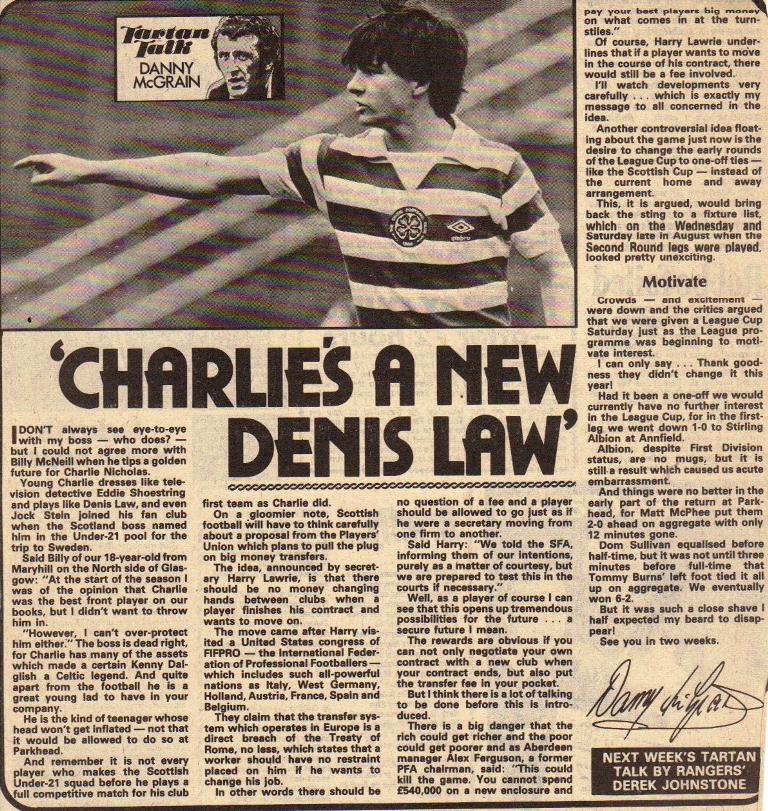 Tartan
Talk
DANNY
McGRAIN
'CHARLIE'S A NEW
DENIS LAW'
I DON'T always see eye-to-eye
with my boss — who does? —
but I could not agree more with
Billy McNeill when he tips a golden
future for Charlie Nicholas.
Young Charlie dresses like tele-
vision detective Eddie Shoestring
and plays like Denis Law, and even
Jock Stein joined his fan club
when the Scotland boss named
him in the Under-21 pool for the
trip to Sweden.
Said Billy of our 18-year-old from
Maryhill on the North side of Glas-
gow: "At the start of the season I
was of the opinion that Charlie
was the best front player on our
books, but I didn't want to throw
him in.
"However, I can't over-protect
him either." The boss is dead right,
for Charlie has many of the assets
which made a certain Kenny Dal-
glish a Celtic legend. And quite
apart from the football he is a
great young lad to have in your
company.
He is the kind of teenager whose
head won't get inflated — not that
it would be allowed to do so at
Parkhead.
And remember it is not every
player who makes the Scottish
Under-21 squad before he plays a
full competitive match for his club
first team as Charlie did.
On a gloomier note, Scottish
football will have to think carefully
about a proposal from the Players'
Union which plans to pull the plug
on big money transfers.
The idea, announced by secret-
ary Harry Lawrie, is that there
should be no money changing
hands between clubs when a
player finishes his contract and
wants to move on.
The move came after Harry vis-
ited a United States congress of
FIFPRO — the International Feder-
ation of Professional Footballers —
which includes such all-powerful
nations as Italy, West Germany,
Holland, Austria, France, Spain and
Belgium.
They claim that the transfer sys-
tem which operates in Europe is a
direct breach of the Treaty of
Rome, no less, which states that a
worker should have no restraint
placed on him if he wants to
change his job.
In other words there should be
no question of a fee and a player
should be allowed to go just as if
he were a secretary moving from
one firm to another.
Said Harry: "We told the SFA,
informing them of our intentions,
purely as a matter of courtesy, but
we are prepared to test this in the
courts if necessary."
Well, as a player of course I can
see that this opens up tremendous
possibilities for the future . . . a
secure future I mean.
The rewards are obvious if you
can not only negotiate your own
contract with a new club when
your contract ends, but also put
the transfer fee in your pocket.
But I think there is a lot of talking
to be done before this is intro-
duced.
There is a big danger that the
rich could get richer and the poor
could get poorer and as Aberdeen
manager Alex Ferguson, a former
PFA chairman, said: "This could
kill the game. You cannot spend
£540,000 on a new enclosure and
pay your best players big money
on what comes in at the turn-
stiles."
Of course, Harry Lawrie under-
lines that if a player wants to move
in the course of his contract, there
would still be a fee involved.
I'll watch developments very
carefully . . . which is exactly my
message to all concerned in the
idea.
Another controversial idea float-
ing about the game just now is the
desire to change the early rounds
of the League Cup to one-off ties —
like the Scottish Cup — instead of
the current home and away
arrangement.
This, it is argued, would bring
back the sting to a fixture list,
which on the Wednesday and
Saturday late in August when the
Second Round legs were played,
looked pretty unexciting.
Motivate
Crowds — and excitement —
were down and the critics argued
that we were given a League Cup
Saturday just as the League pro-
gramme was beginning to moti-
vate interest.
I can only say . . . Thank good-
ness they didn't change it this
year!
Had it been a one-off we would
currently have no further interest
in the League Cup, for in the first-
leg we went down 1-0 to Stirling
Albion at Annfield.
Albion, despite First Division
status, are no mugs, but it is
still a result which caused us acute
embarrassment.
And things were no better in the
early part of the return at Park-
head, for Matt McPhee put them
2-0 ahead on aggregate with only
12 minutes gone.
Dom Sullivan equalised before
half-time, but it was not until three
minutes before full-time that
Tommy Burns' left foot tied it all
up on aggregate. We eventually
won 6-2.
But it was such a close shave I
half expected my beard to disap-
pear!
See you in two weeks.
Danny McGrain
NEXT WEEK'S TARTAN
TALK BY RANGERS'
DEREK JOHNSTONE
umbro